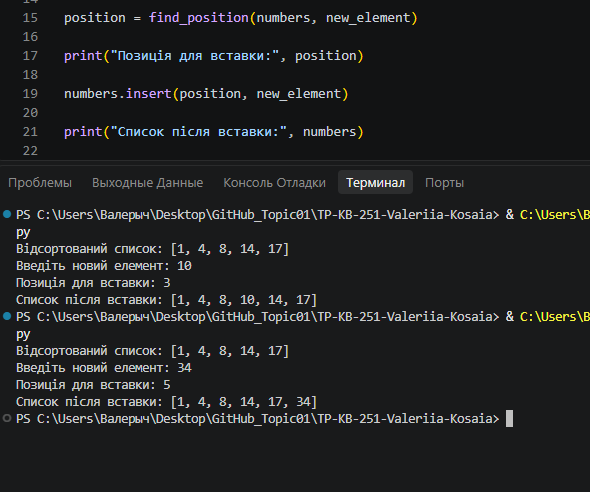 15 position = find_position(numbers, new_element)
16
17 print("Позиція для вставки:", position)
18
19 numbers.insert(position, new_element)
20
21 print("Список після вставки:", numbers)
22
Проблемы Выходные Данные Консоль Отладки Терминал Порты
PS C:\Users\Валерыч\Desktop\GitHub_Topic01\TP-KB-251-Valeriia-Kosaia> & C:\Users\В
py
Відсортований список: [1, 4, 8, 14, 17]
Введіть новий елемент: 10
Позиція для вставки: 3
Список після вставки: [1, 4, 8, 10, 14, 17]
PS C:\Users\Валерыч\Desktop\GitHub_Topic01\TP-KB-251-Valeriia-Kosaia> & C:\Users\В
py
Відсортований список: [1, 4, 8, 14, 17]
Введіть новий елемент: 34
Позиція для вставки: 5
Список після вставки: [1, 4, 8, 14, 17, 34]
PS C:\Users\Валерыч\Desktop\GitHub_Topic01\TP-KB-251-Valeriia-Kosaia>